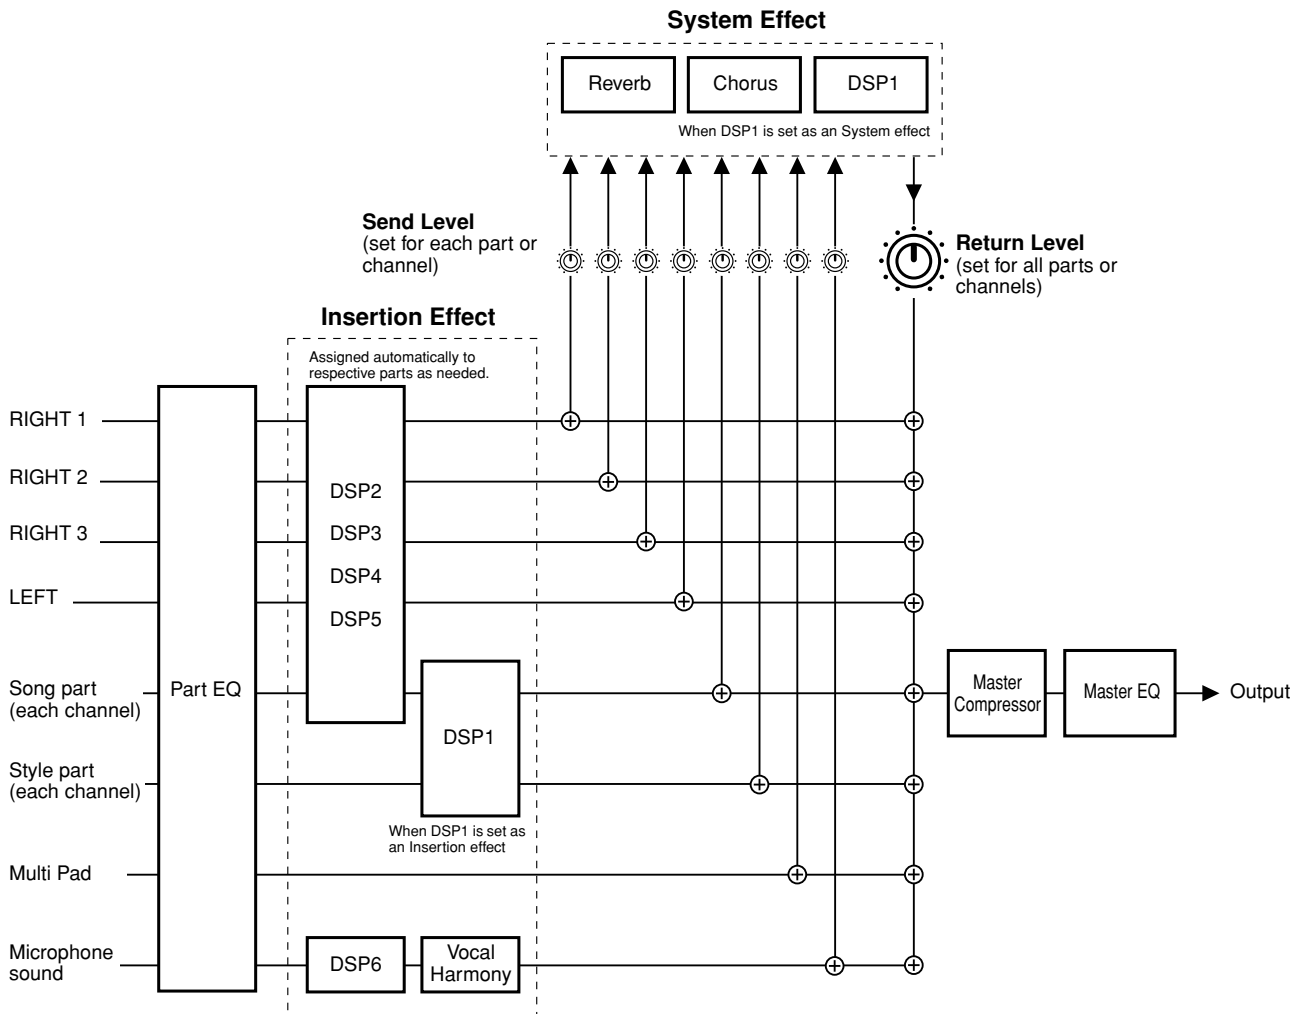 System Effect
Reverb
Chorus
DSP1
When DSP1 is set as an System effect
Send Level
(set for each part or
channel)
Return Level
(set for all parts or
channels)
Insertion Effect
Assigned automatically to
respective parts as needed.
RIGHT 1
RIGHT 2
RIGHT 3
LEFT
Song part
(each channel)
Style part
(each channel)
Multi Pad
Microphone
sound
Part EQ
DSP2
DSP3
DSP4
DSP5
DSP1
When DSP1 is set as
an Insertion effect
DSP6
Vocal
Harmony
Master
Compressor
Master EQ
Output